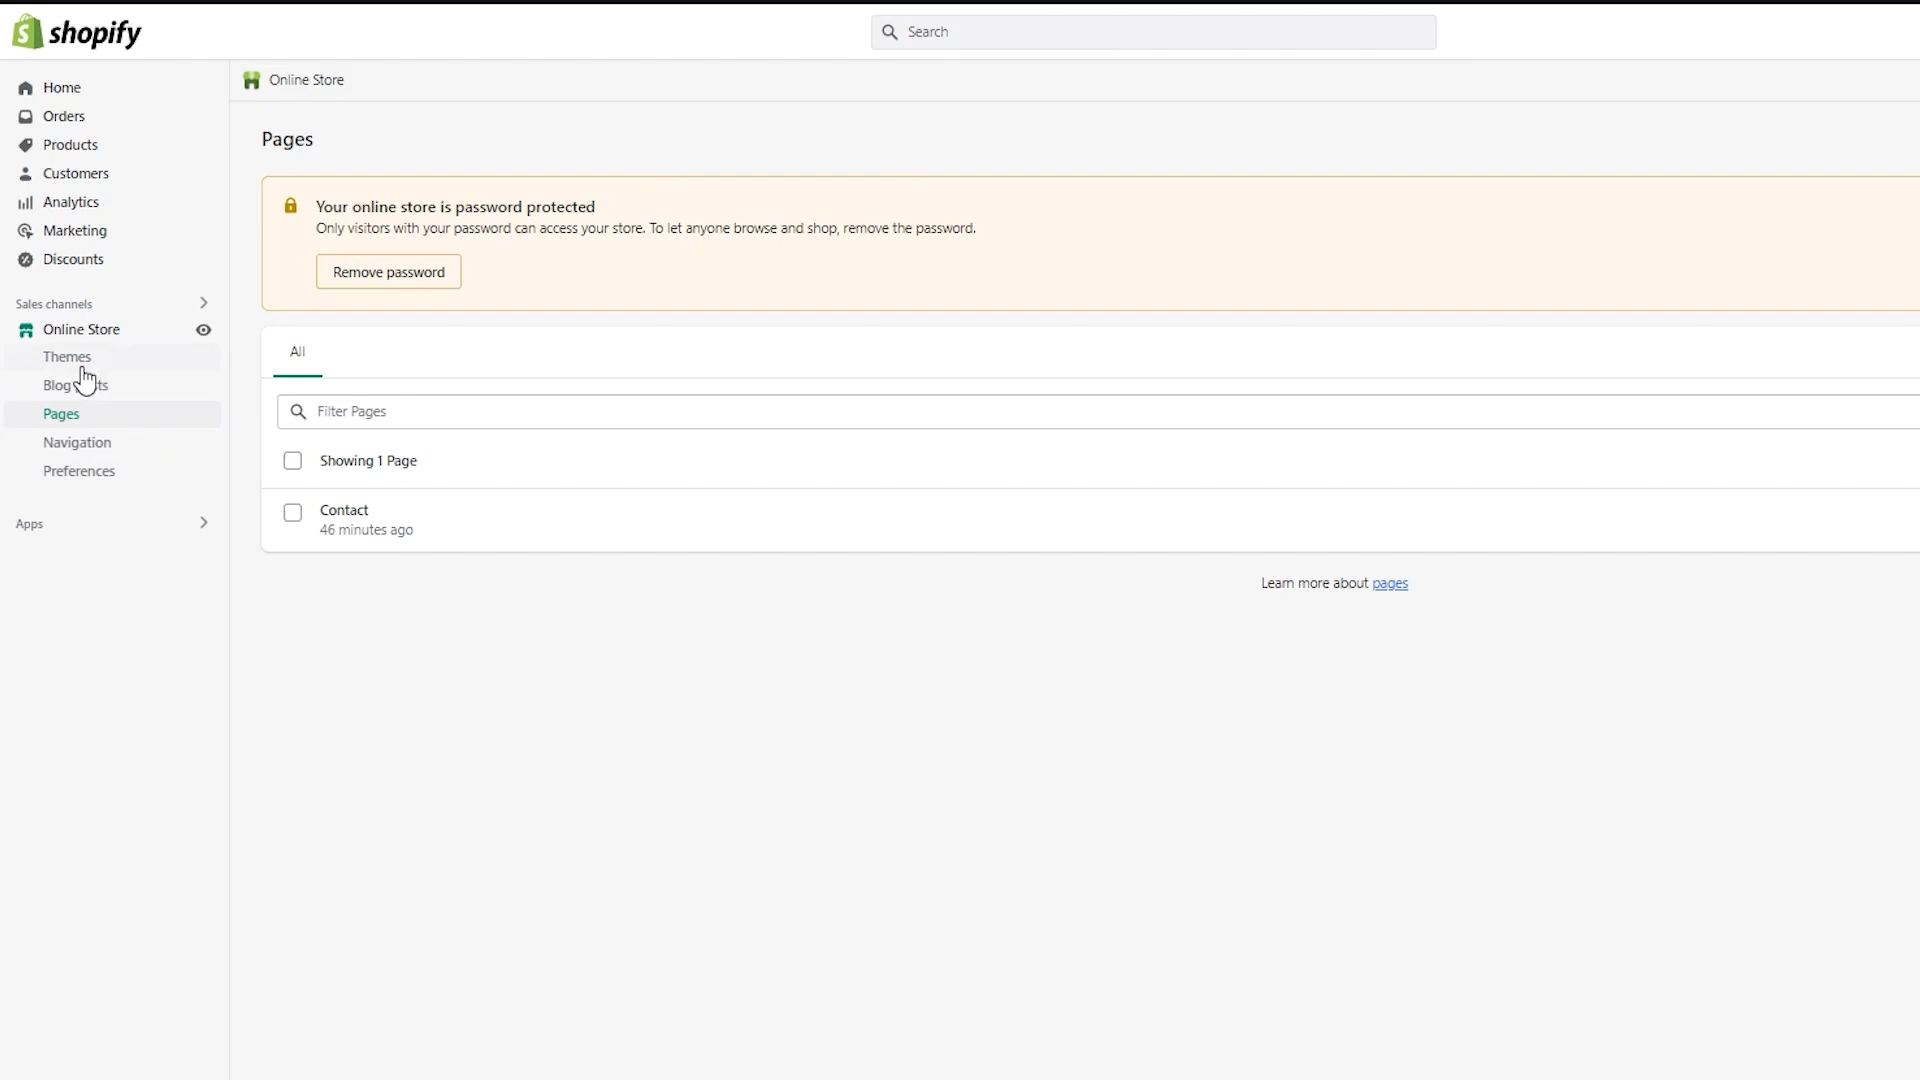 shopify
Search
Home
Orders
Products
Customers
Analytics
Marketing
Discounts
Sales channels
Online Store
Themes
Blog
Pages
Navigation
Preferences
Apps
Online Store
Pages
Your online store is password protected
Only visitors with your password can access your store. To let anyone browse and shop, remove the password.
Remove password
All
Filter Pages
Showing 1 Page
Contact
46 minutes ago
Learn more about pages